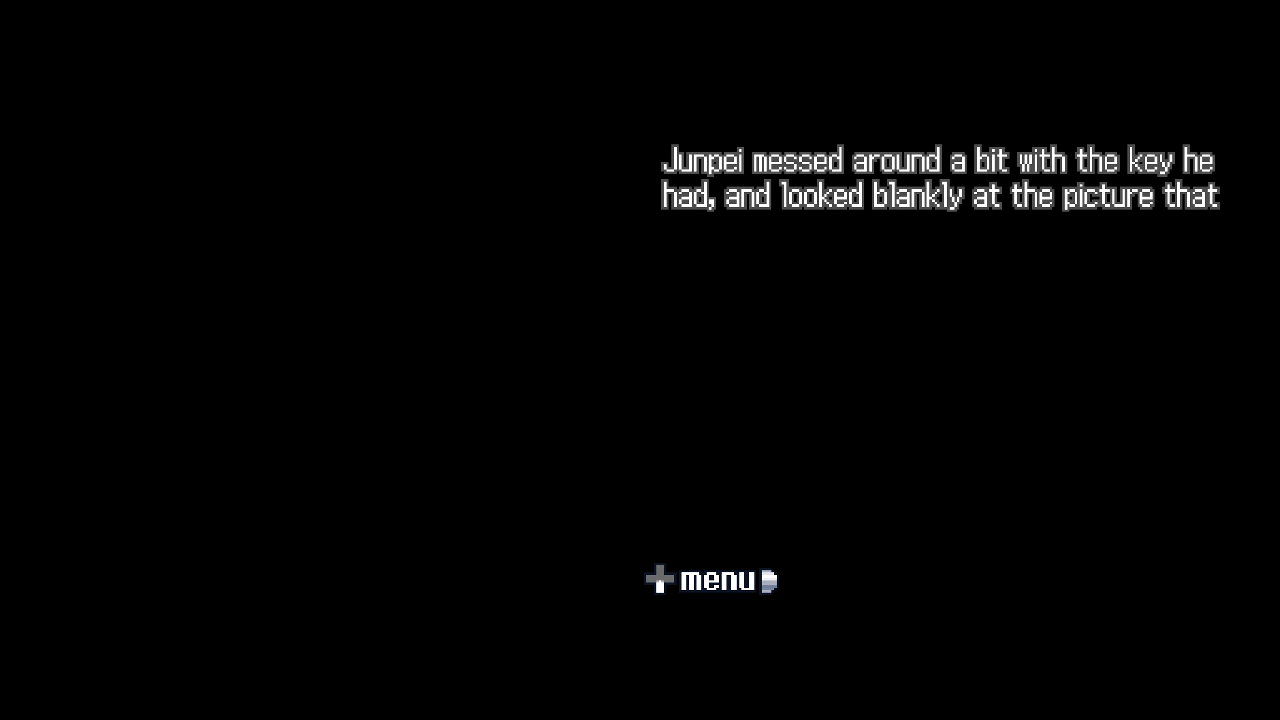 Junpei messed around a bit with the key he
had, and looked blankly at the picture that
menu